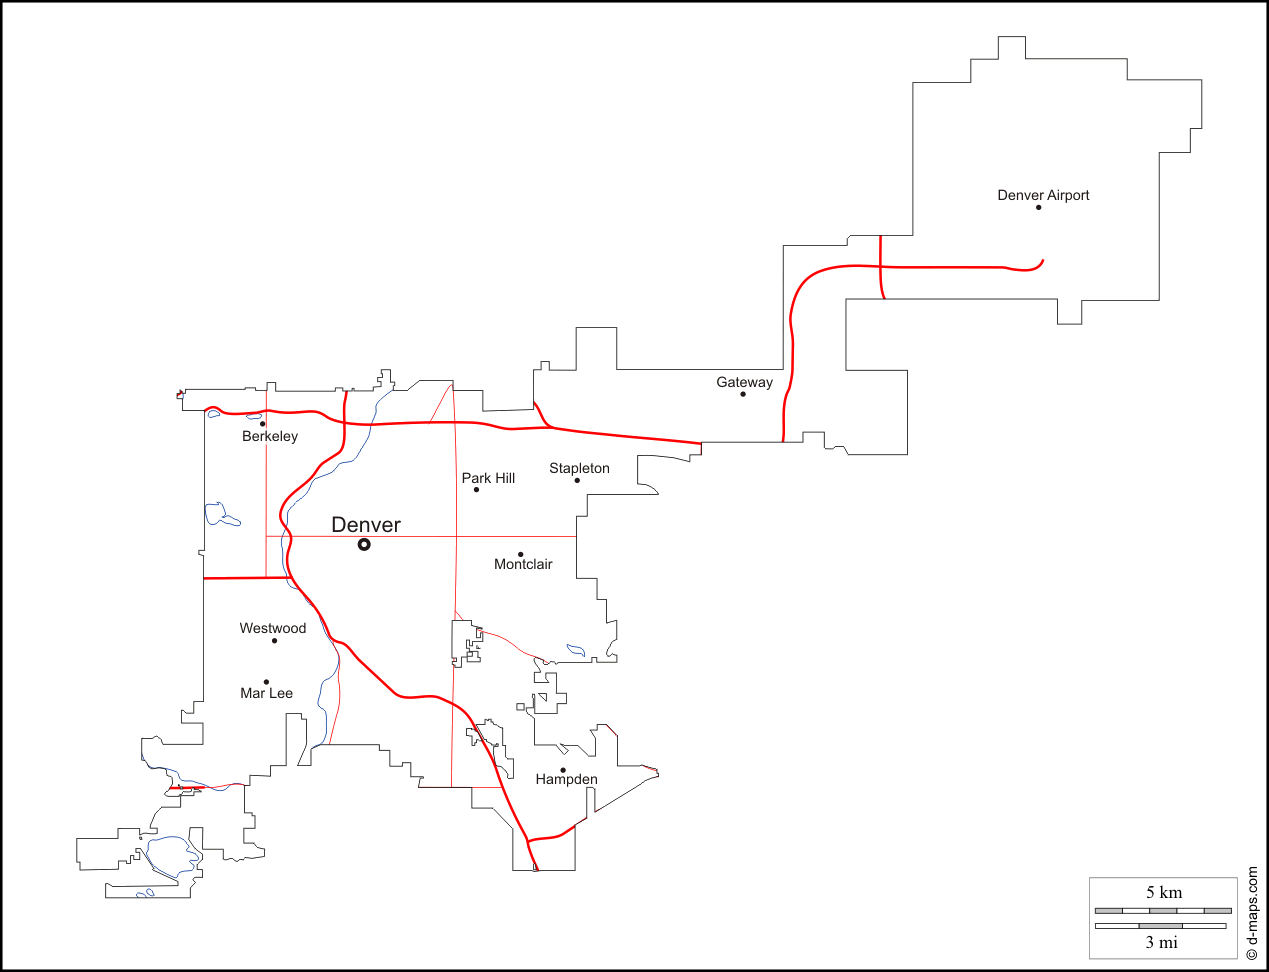 Denver Airport
Gateway
Berkeley
Park Hill
Stapleton
Denver
Montclair
Westwood
Mar Lee
Hampden
5 km
3 mi
© d-maps.com